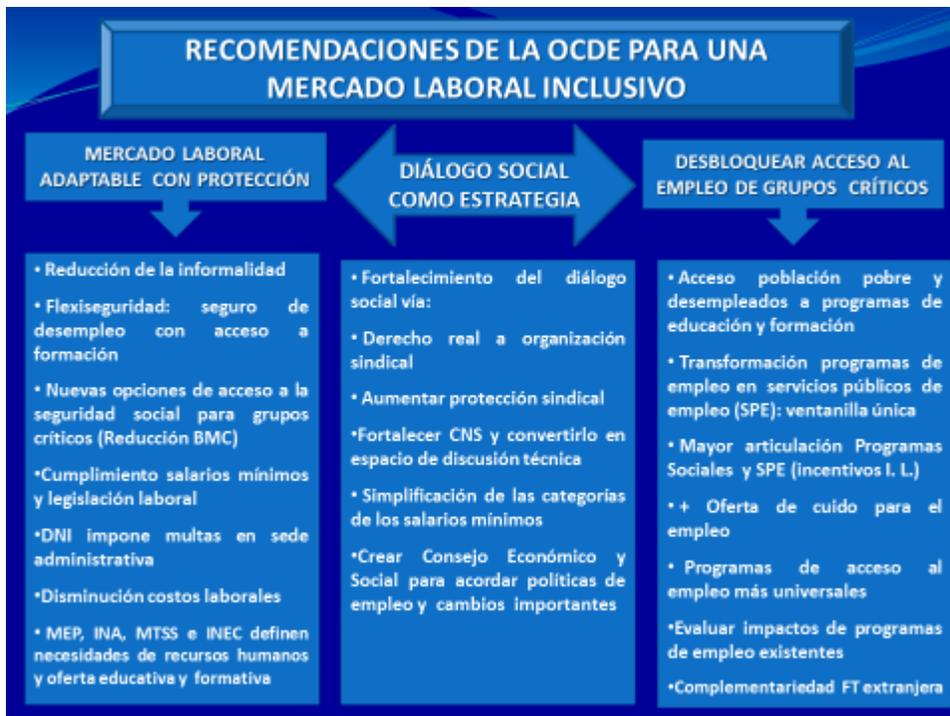 RECOMENDACIONES DE LA OCDE PARA UNA
MERCADO LABORAL INCLUSIVO
MERCADO LABORAL
ADAPTABLE CON PROTECCIÓN
• Reducción de la informalidad
• Flexiseguridad: seguro de
desempleo con acceso a
formación
• Nuevas opciones de acceso a la
seguridad social para grupos
críticos (Reducción BMC)
•Cumplimiento salarios mínimos
y legislación laboral
•DNI impone multas en sede
administrativa
•Disminución costos laborales
• MEP, INA, MTSS e INEC definen
necesidades de recursos humanos
y oferta educativa y formativa
DIÁLOGO SOCIAL
COMO ESTRATEGIA
• Fortalecimiento del diálogo
social vía:
• Derecho real a organización
sindical
• Aumentar protección sindical
•Fortalecer CNS y convertirlo en
espacio de discusión técnica
• Simplificación de las categorías
de los salarios mínimos
•Crear Consejo Económico y
Social para acordar políticas de
empleo y cambios importantes
DESBLOQUEAR ACCESO AL
EMPLEO DE GRUPOS CRÍTICOS
• Acceso población pobre y
desempleados a programas de
educación y formación
• Transformación programas de
empleo en servicios públicos de
empleo (SPE): ventanilla única
• Mayor articulación Programas
Sociales y SPE (incentivos I. L.)
• + Oferta de cuido para el
empleo
• Programas de acceso al
empleo más universales
•Evaluar impactos de programas
de empleo existentes
•Complementariedad FT extranjera